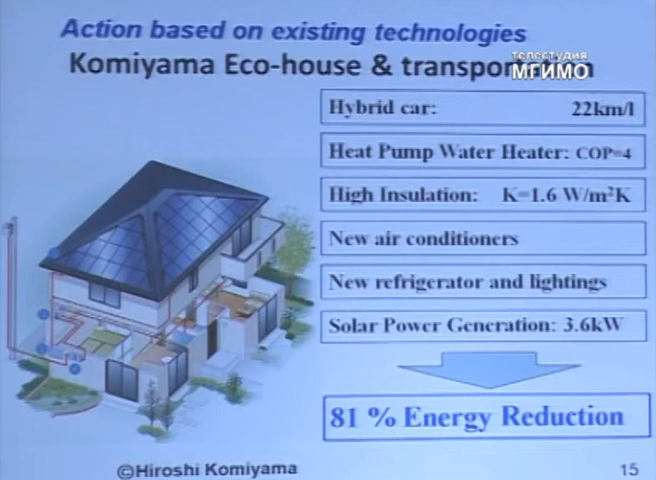 Action based on existing technologies
телестудия
МГИМО
Komiyama Eco-house & transportation
Hybrid car: 22km/l
Heat Pump Water Heater: COP=4
High Insulation: K=1.6 W/m²K
New air conditioners
New refrigerator and lightings
Solar Power Generation: 3.6kW
81 % Energy Reduction
©Hiroshi Komiyama
15